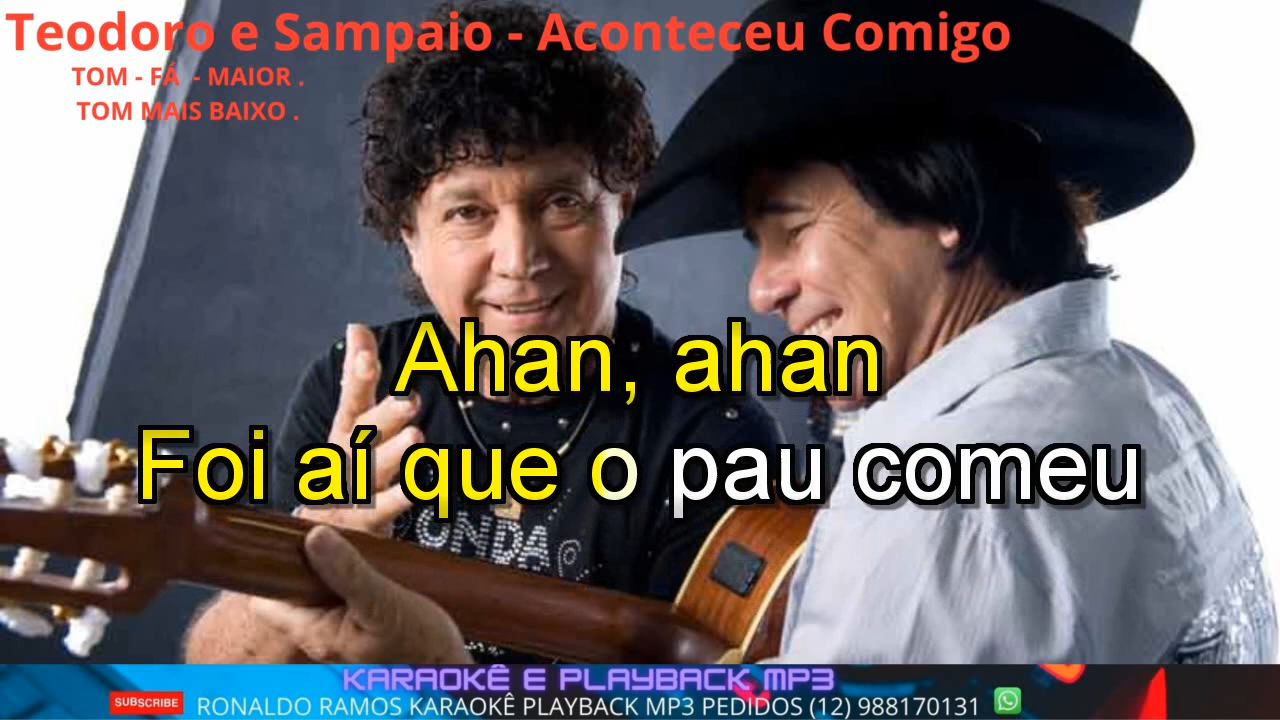 Teodoro e Sampaio - Aconteceu Comigo
TOM - FÁ - MAIOR .
TOM MAIS BAIXO .
Ahan, ahan
Foi aí que o pau comeu
ONDA
KARAOKÊ E PLAYBACK MP3
SUBSCRIBE RONALDO RAMOS KARAOKÊ PLAYBACK MP3 PEDIDOS (12) 988170131